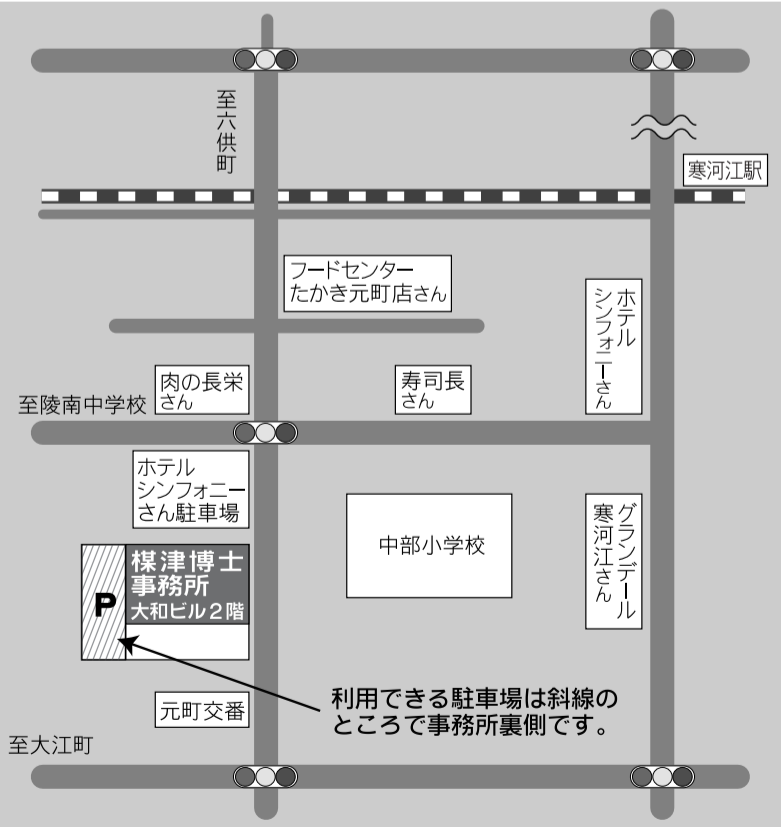 至六供町
寒河江駅
フードセンター
たかき元町店さん
ホテル
シンフォニーさん
肉の長栄
さん
寿司長
さん
至陵南中学校
ホテル
シンフォニー
さん駐車場
中部小学校
グランデール
寒河江さん
楳津博士
事務所
大和ビル２階
P
利用できる駐車場は斜線の
ところで事務所裏側です。
元町交番
至大江町